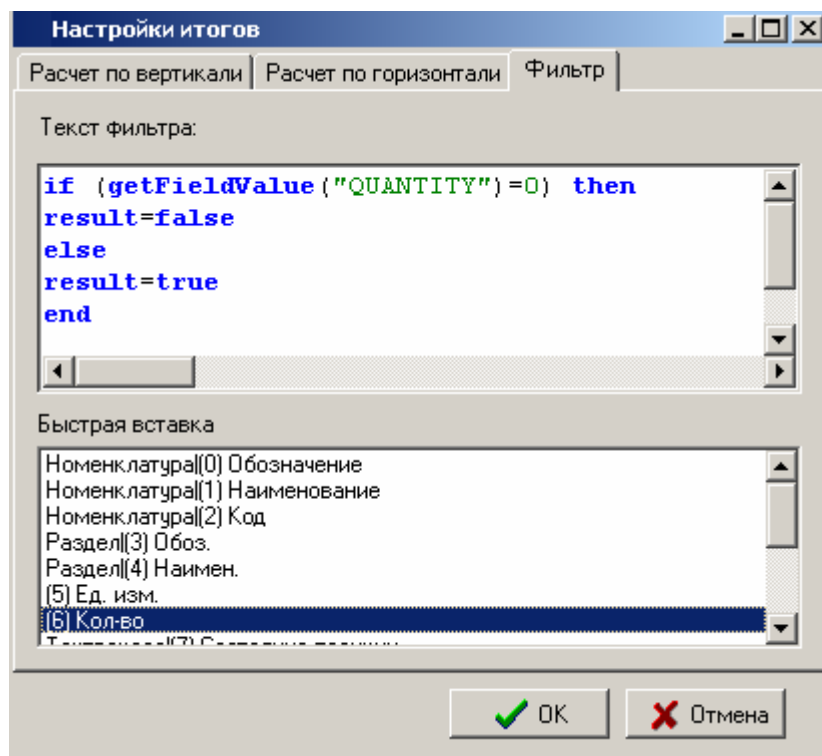 Настройки итогов
Расчет по вертикали Расчет по горизонтали Фильтр
Текст фильтра:
if (getFieldValue("QUANTITY")=0) then
result=false
else
result=true
end
Быстрая вставка
Номенклатура|(0) Обозначение
Номенклатура|(1) Наименование
Номенклатура|(2) Код
Раздел|(3) Обоз.
Раздел|(4) Наимен.
(5) Ед. изм.
(6) Кол-во
OK Отмена